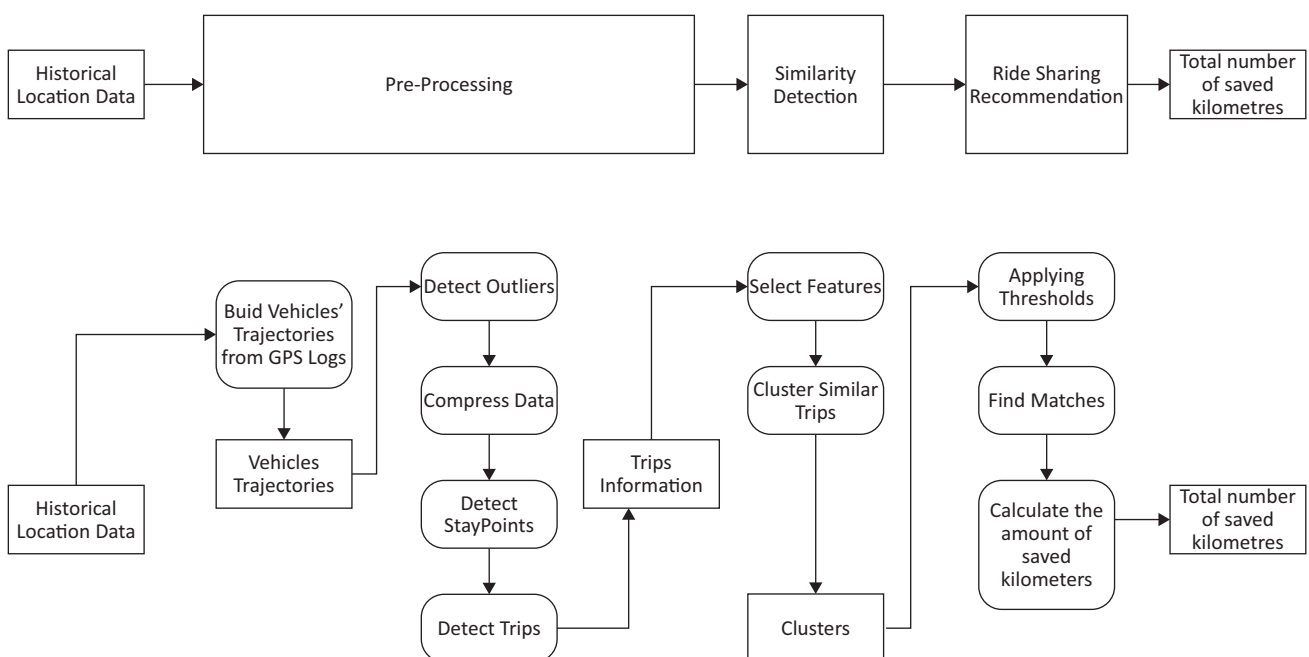 Historical
Location Data
Pre-Processing
Similarity
Detection
Ride Sharing
Recommendation
Total number
of saved
kilometres
Historical
Location Data
Buid Vehicles’
Trajectories
from GPS Logs
Vehicles
Trajectories
Detect Outliers
Compress Data
Detect
StayPoints
Detect Trips
Trips
Information
Select Features
Cluster Similar
Trips
Clusters
Applying
Thresholds
Find Matches
Calculate the
amount of
saved
kilometers
Total number
of saved
kilometres